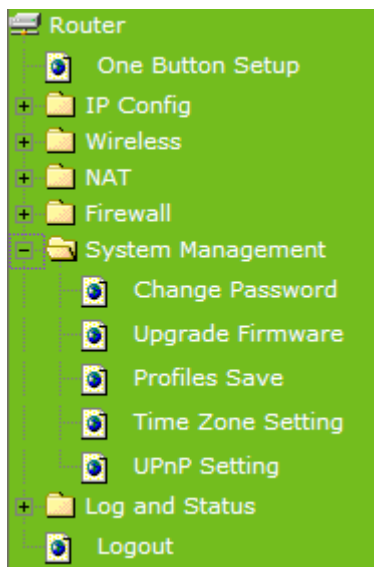 Router
One Button Setup
IP Config
Wireless
NAT
Firewall
System Management
Change Password
Upgrade Firmware
Profiles Save
Time Zone Setting
UPnP Setting
Log and Status
Logout